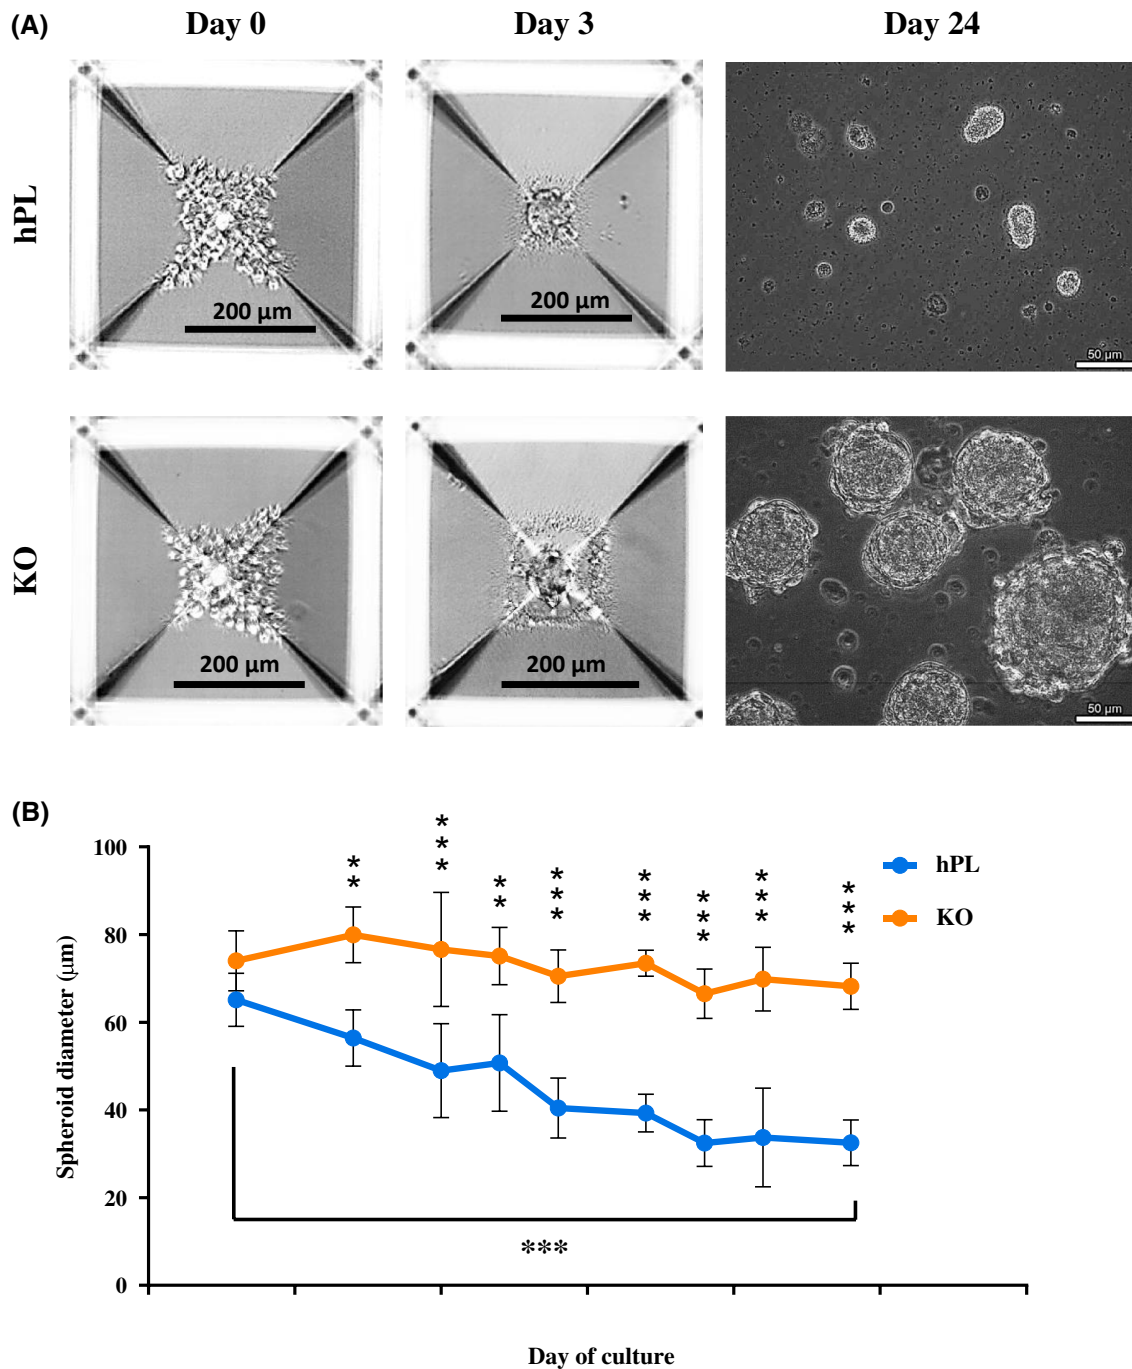 (A)
Day 0
Day 3
Day 24
hPL
200 µm
200 µm
50 µm
KO
200 µm
200 µm
50 µm
(B)
100
80
60
40
20
0
Spheroid diameter (µm)
**
***
**
***
***
***
***
***
hPL
KO
***
Day of culture